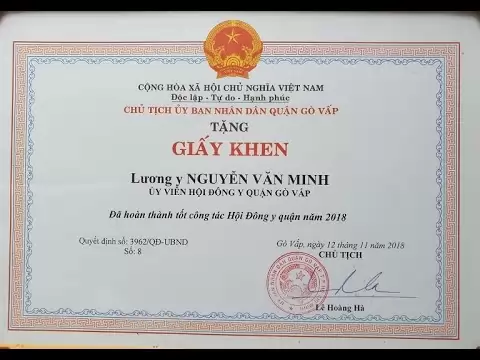 CỘNG HÒA XÃ HỘI CHỦ NGHĨA VIỆT NAM
Độc lập - Tự do - Hạnh phúc
CHỦ TỊCH ỦY BAN NHÂN DÂN QUẬN GÒ VẤP
TẶNG
GIẤY KHEN
Lương y NGUYỄN VĂN MINH
ỦY VIÊN HỘI ĐÔNG Y QUẬN GÒ VẤP
Đã hoàn thành tốt công tác Hội Đông y quận năm 2018
Quyết định số: 3962/QĐ-UBND
Số: 8
Gò Vấp, ngày 12 tháng 11 năm 2018
CHỦ TỊCH
Lê Hoàng Hà